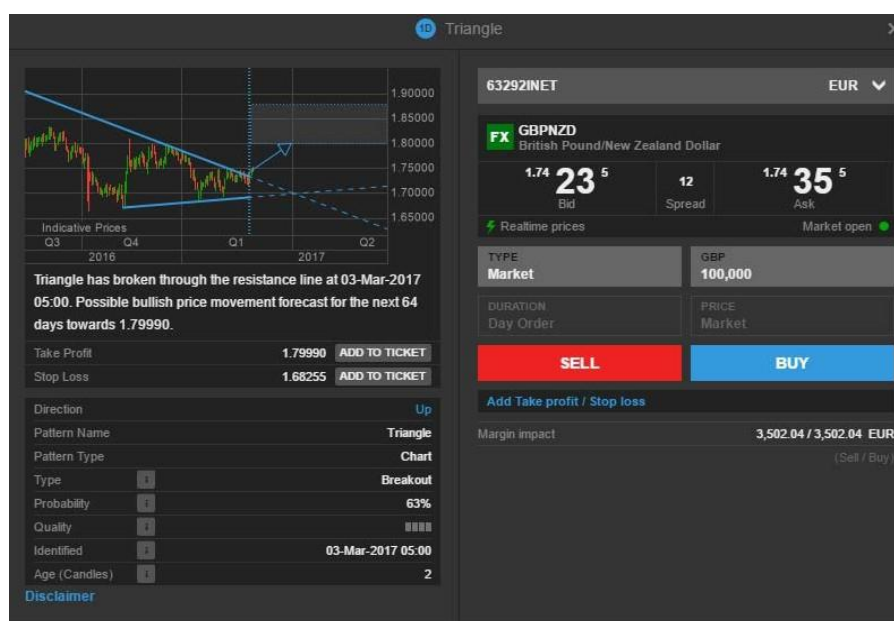 1D Triangle
1.90000
1.85000
1.80000
1.75000
1.70000
1.65000
Indicative Prices
Q3 Q4 Q1 Q2
2016 2017
Triangle has broken through the resistance line at 03-Mar-2017
05:00. Possible bullish price movement forecast for the next 64
days towards 1.79990.
Take Profit 1.79990 ADD TO TICKET
Stop Loss 1.68255 ADD TO TICKET
Direction Up
Pattern Name Triangle
Pattern Type Chart
Type Breakout
Probability 63%
Quality
Identified 03-Mar-2017 05:00
Age (Candles) 2
Disclaimer
63292INET EUR
FX GBPNZD
British Pound/New Zealand Dollar
1.74 23 5 12 1.74 35 5
Bid Spread Ask
Realtime prices Market open
TYPE GBP
Market 100,000
DURATION PRICE
Day Order Market
SELL BUY
Add Take profit / Stop loss
Margin impact 3,502.04 / 3,502.04 EUR
(Sell / Buy)